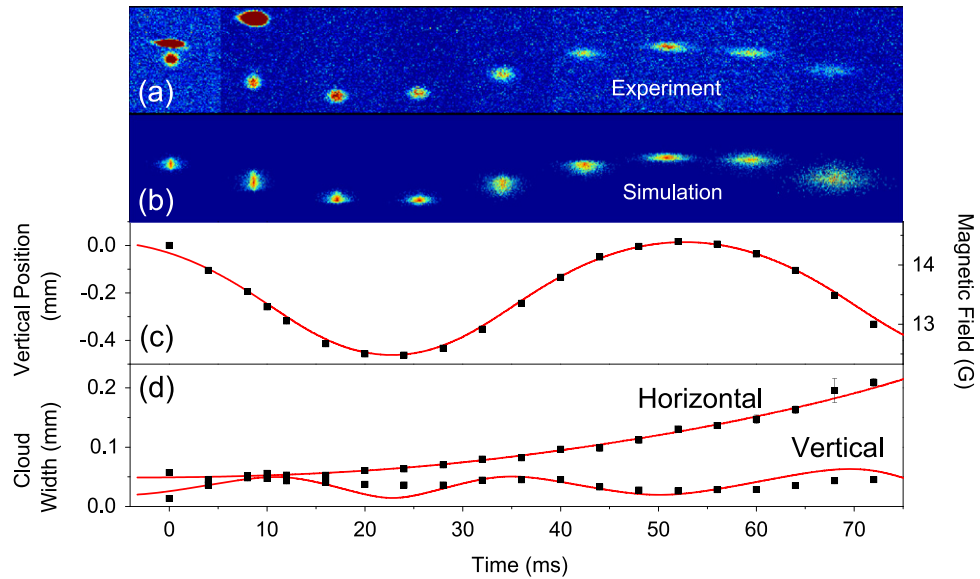 (a)
Experiment
(b)
Simulation
0.0
-0.2
-0.4
Vertical Position
(mm)
(c)
14
13
Magnetic Field
(G)
0.2
0.1
0.0
Cloud
Width (mm)
(d)
Horizontal
Vertical
0 10 20 30 40 50 60 70
Time (ms)